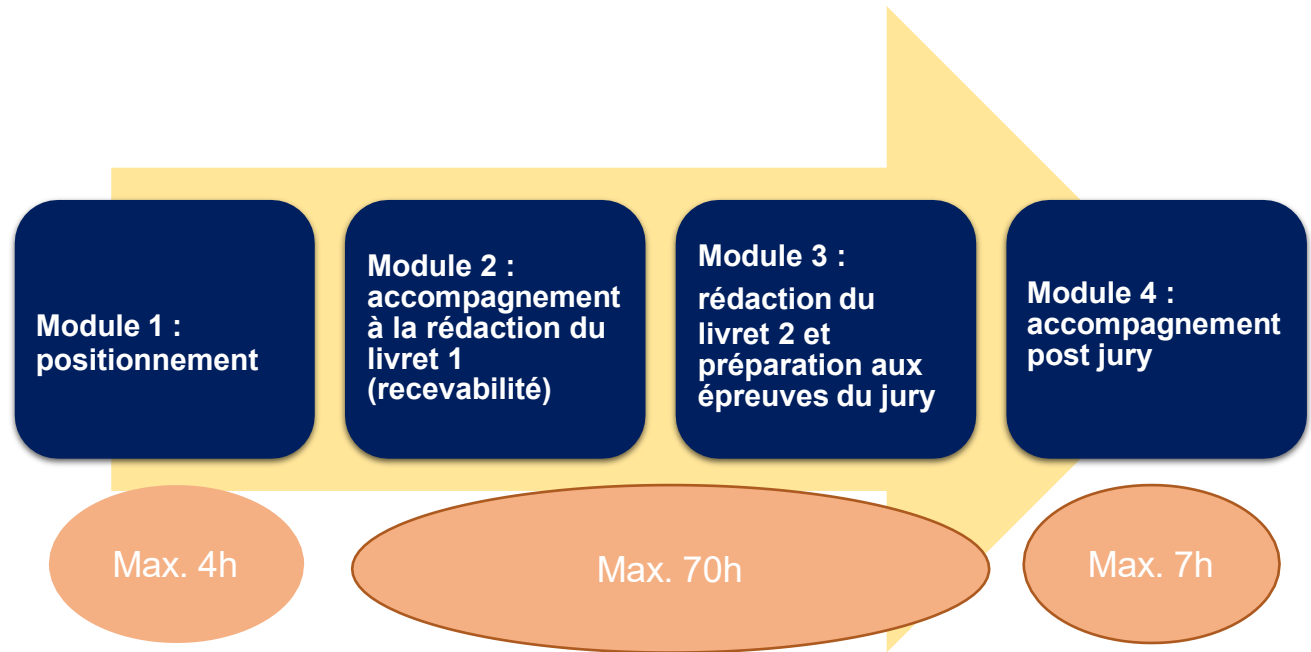 Module 1 :
positionnement
Module 2 :
accompagnement
à la rédaction du
livret 1
(recevabilité)
Module 3 :
rédaction du
livret 2 et
préparation aux
épreuves du jury
Module 4 :
accompagnement
post jury
Max. 4h
Max. 70h
Max. 7h